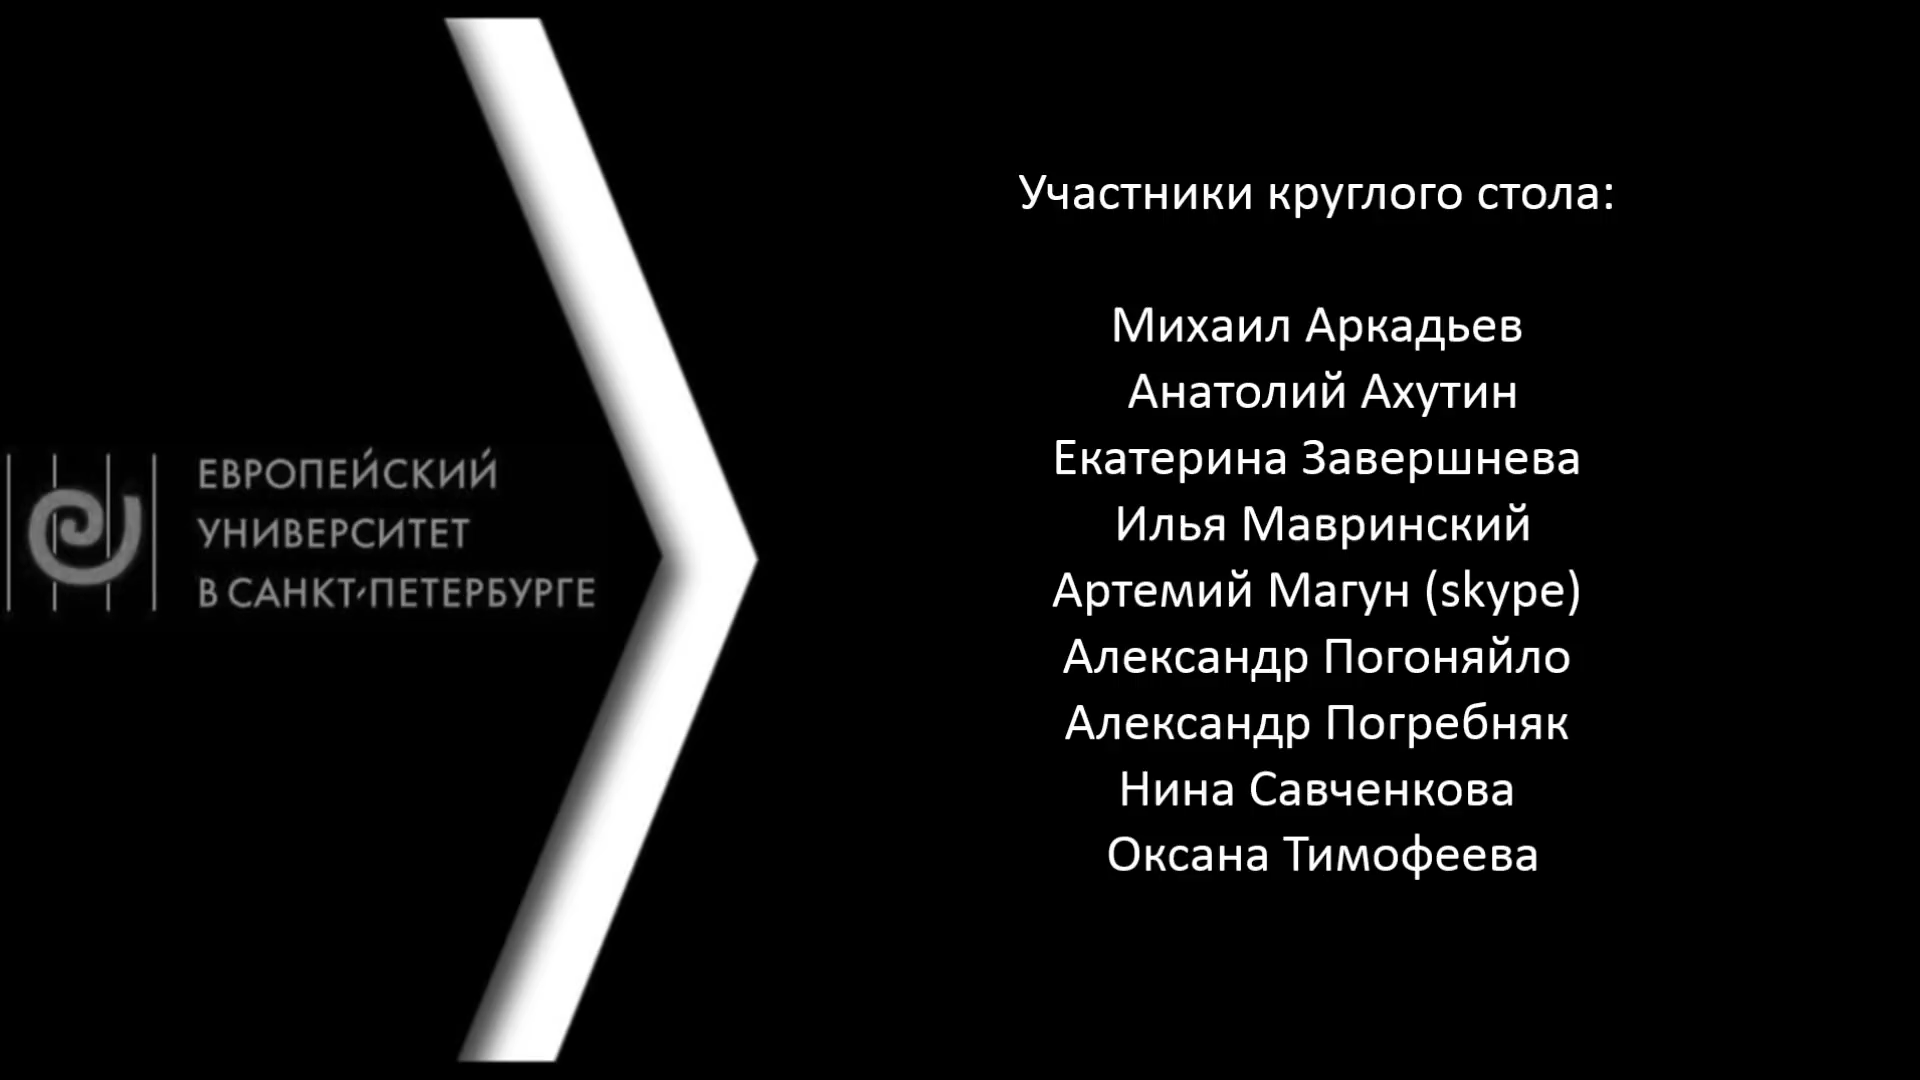 ЕВРОПЕЙСКИЙ
УНИВЕРСИТЕТ
В САНКТ-ПЕТЕРБУРГЕ
Участники круглого стола:
Михаил Аркадьев
Анатолий Ахутин
Екатерина Завершнева
Илья Мавринский
Артемий Магун (skype)
Александр Погоняйло
Александр Погребняк
Нина Савченкова
Оксана Тимофеева